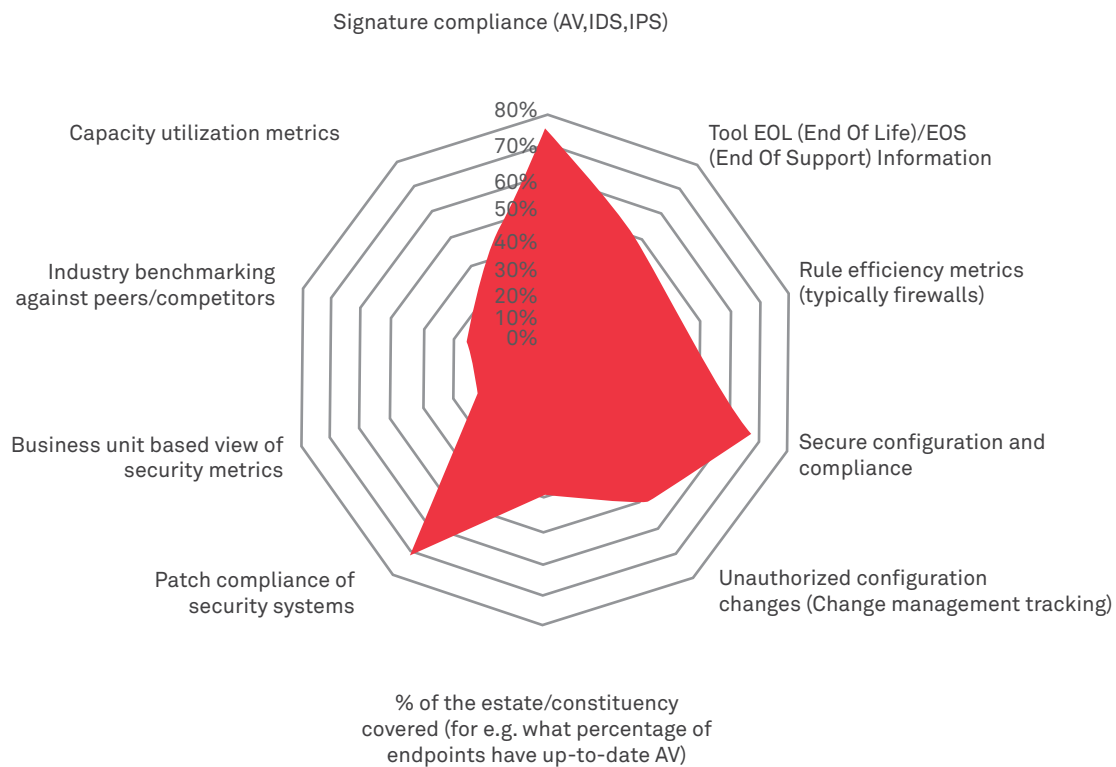 Signature compliance (AV,IDS,IPS)
80%
70%
60%
50%
40%
30%
20%
10%
0%
Tool EOL (End Of Life)/EOS
(End Of Support) Information
Rule efficiency metrics
(typically firewalls)
Secure configuration and
compliance
Unauthorized configuration
changes (Change management tracking)
% of the estate/constituency
covered (for e.g. what percentage of
endpoints have up-to-date AV)
Patch compliance of
security systems
Business unit based view of
security metrics
Industry benchmarking
against peers/competitors
Capacity utilization metrics